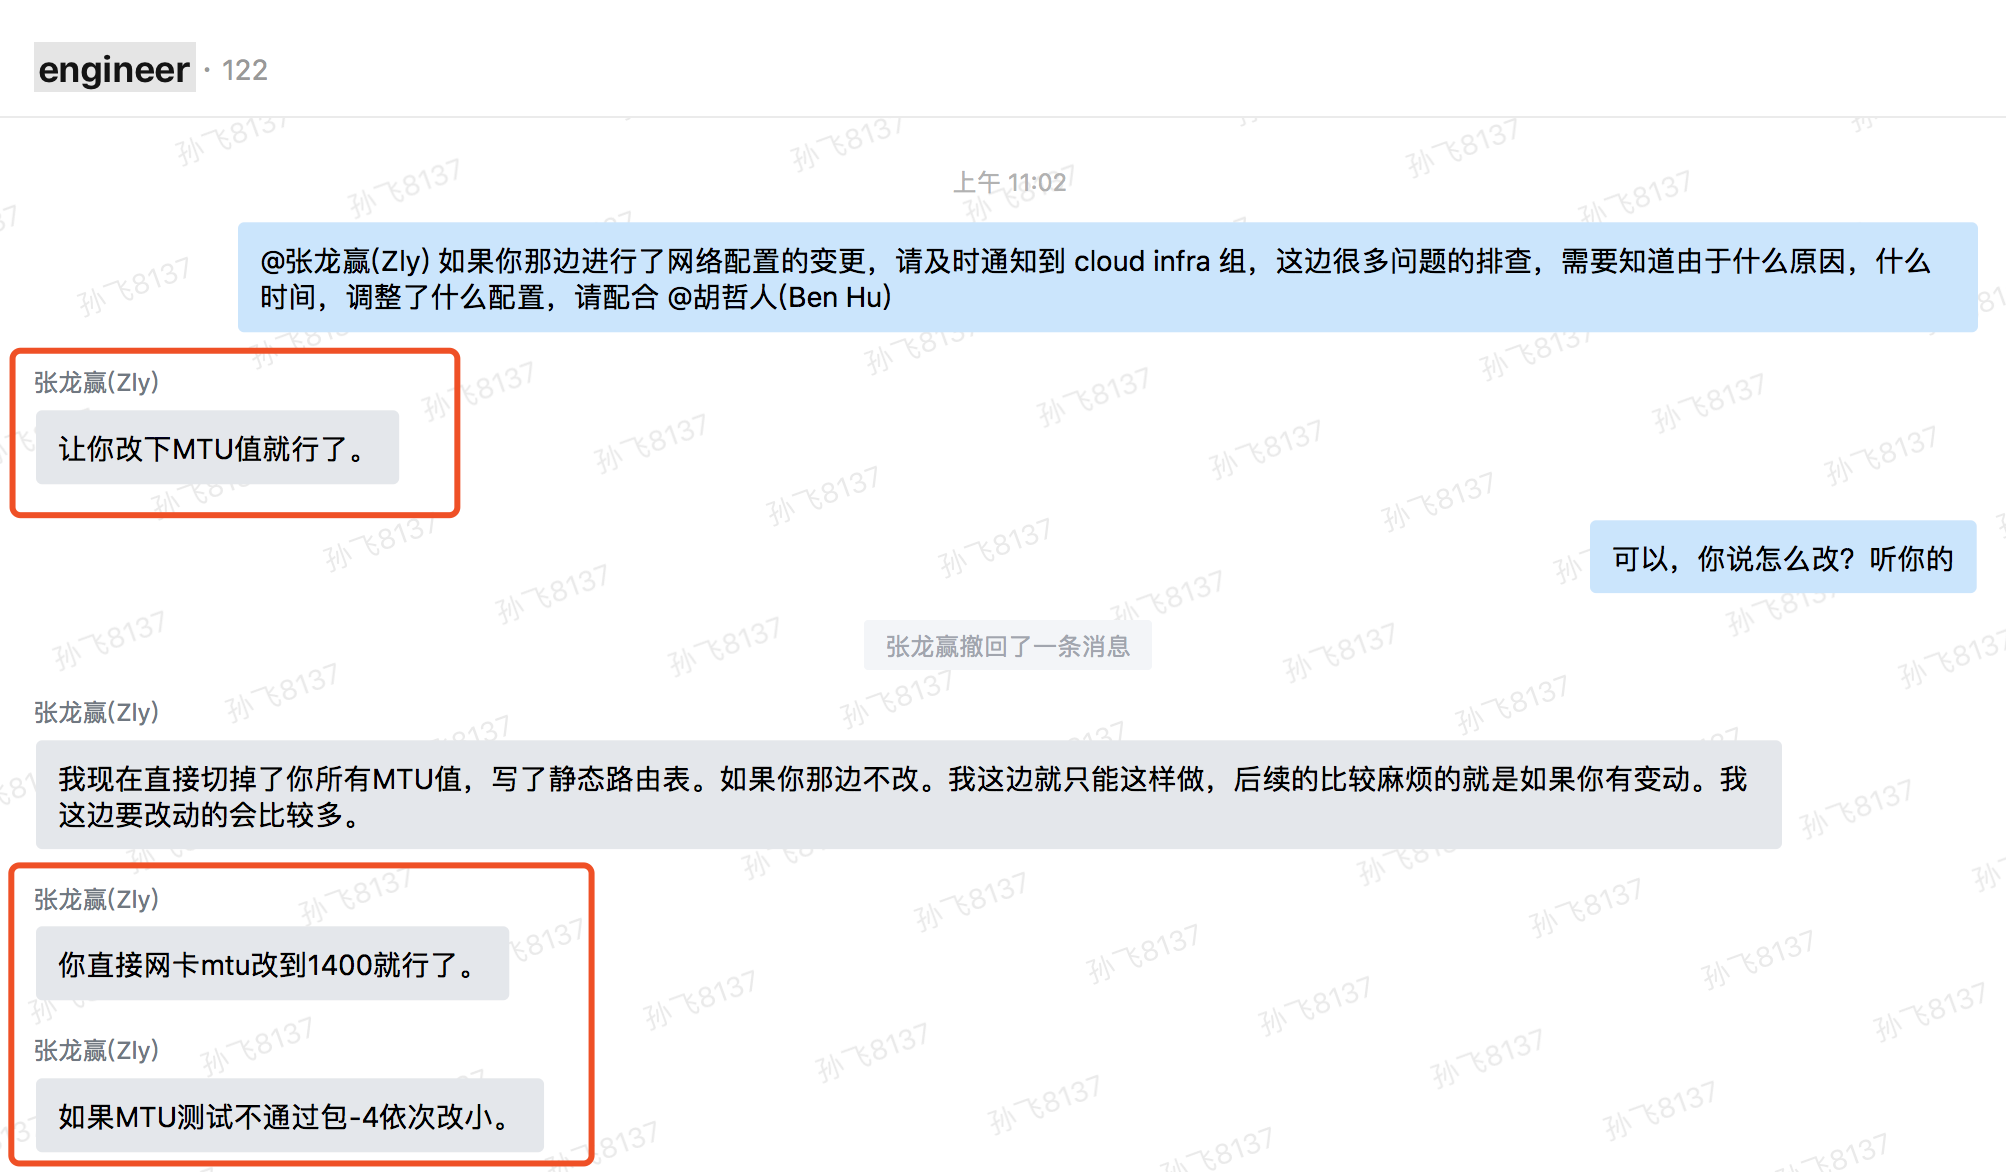 engineer · 122
上午 11:02
@张龙赢(Zly) 如果你那边进行了网络配置的变更，请及时通知到 cloud infra 组，这边很多问题的排查，需要知道由于什么原因，什么
时间，调整了什么配置，请配合 @胡哲人(Ben Hu)
张龙赢(Zly)
让你改下MTU值就行了。
可以，你说怎么改？听你的
张龙赢撤回了一条消息
张龙赢(Zly)
我现在直接切掉了你所有MTU值，写了静态路由表。如果你那边不改。我这边就只能这样做，后续的比较麻烦的就是如果你有变动。我
这边要改动的会比较多。
张龙赢(Zly)
你直接网卡mtu改到1400就行了。
张龙赢(Zly)
如果MTU测试不通过包-4依次改小。
孙飞8137